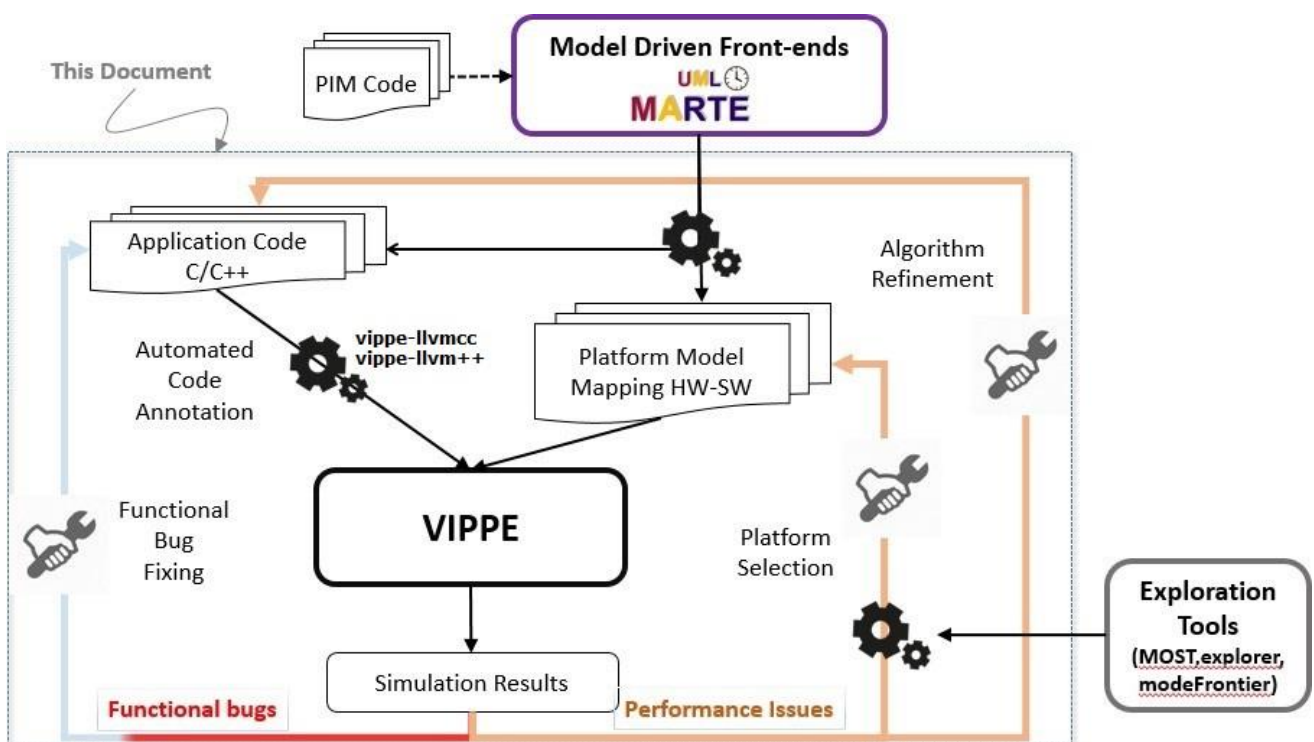 Model Driven Front-ends
UML
MARTE
PIM Code
This Document
Application Code
C/C++
Algorithm
Refinement
vippe-llvmcc
vippe-llvm++
Automated
Code
Annotation
Platform Model
Mapping HW-SW
Functional
Bug
Fixing
VIPPE
Platform
Selection
Exploration
Tools
(MOST,explorer,
modeFrontier)
Simulation Results
Functional bugs
Performance Issues